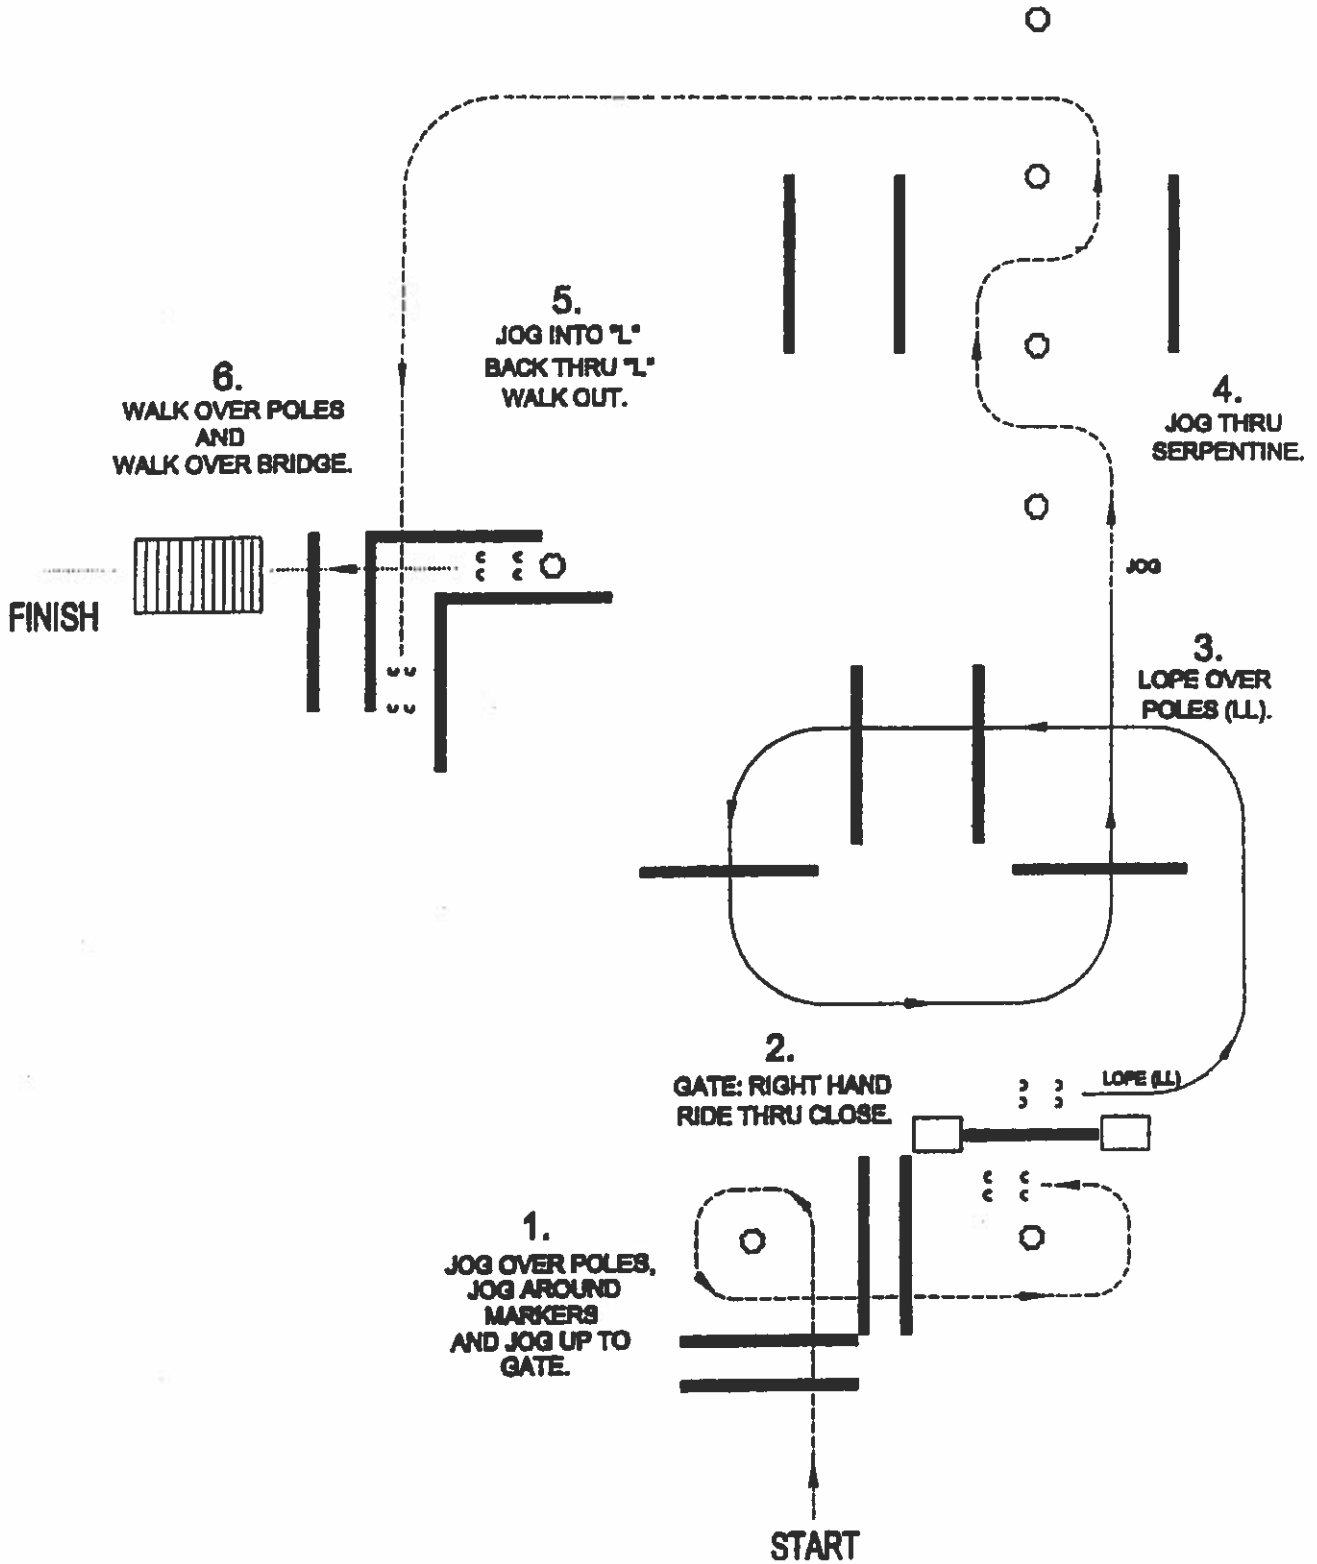 5.
JOG INTO "L"
BACK THRU "L"
WALK OUT.
6.
WALK OVER POLES
AND
WALK OVER BRIDGE.
4.
JOG THRU
SERPENTINE.
JOG
FINISH
3.
LOPE OVER
POLES (LL).
2.
GATE: RIGHT HAND
RIDE THRU CLOSE.
LOPE (LL)
1.
JOG OVER POLES,
JOG AROUND
MARKERS
AND JOG UP TO
GATE.
START